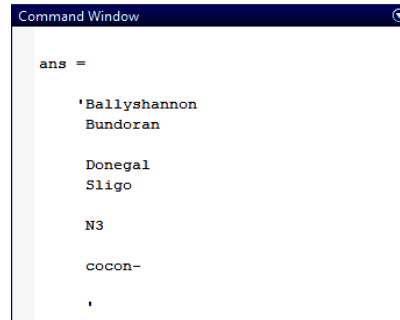 Command Window
ans =
'Ballyshannon
Bundoran
Donegal
Sligo
N3
cocon-
'